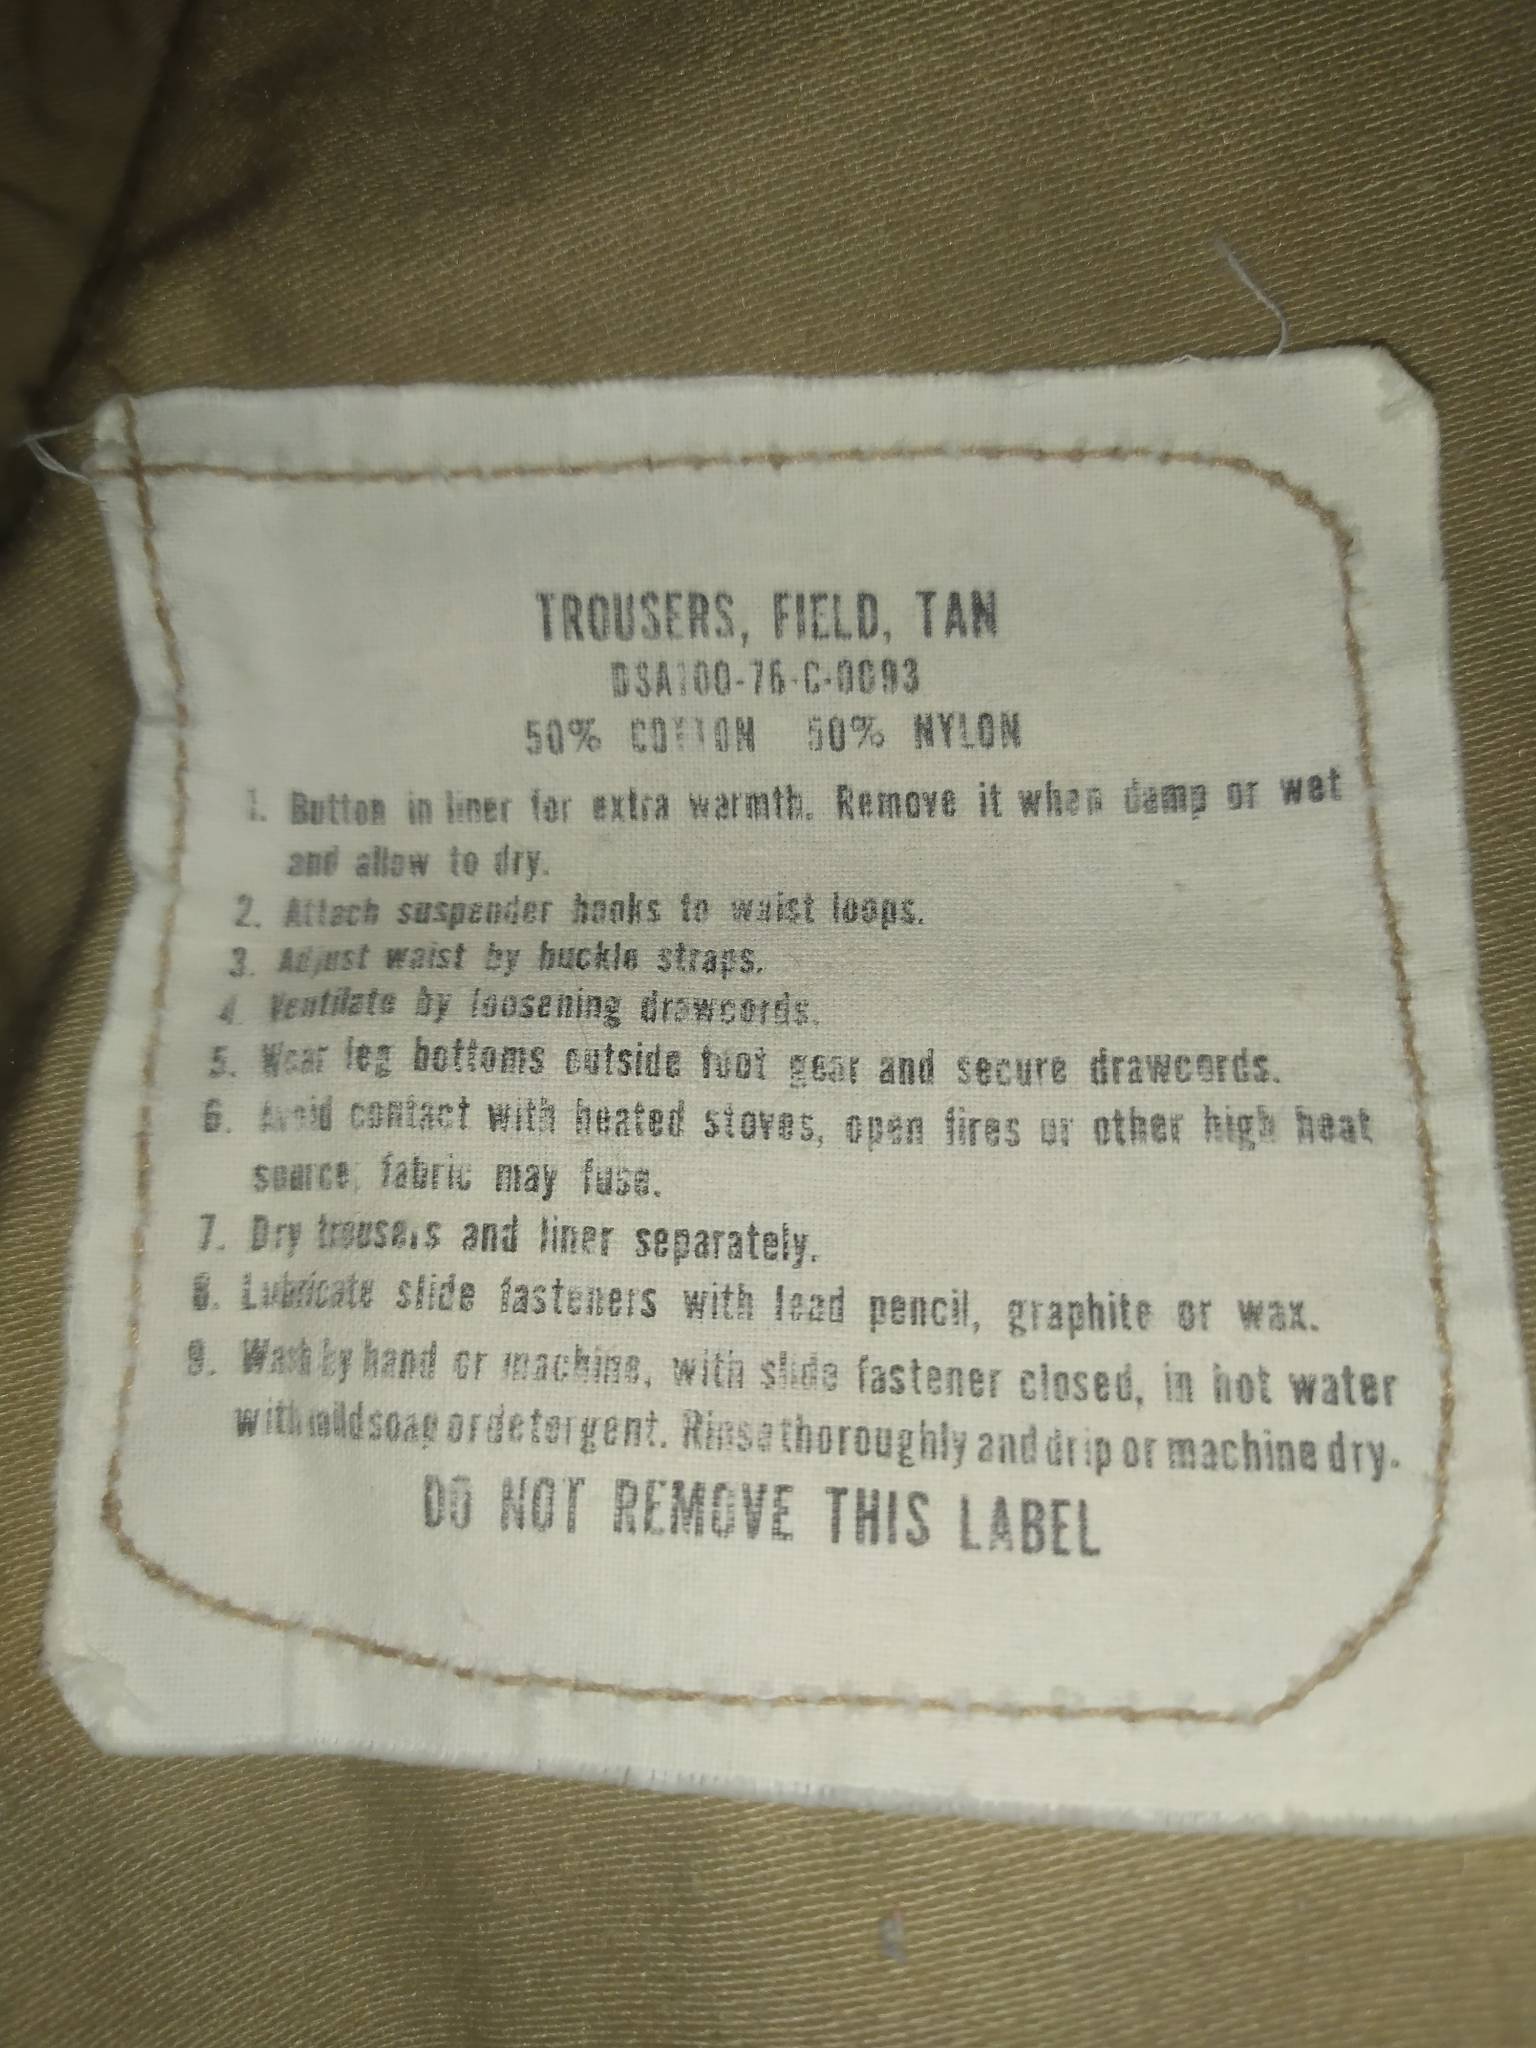 TROUSERS, FIELD, TAN
DSA100-76-C-0093
50% COTTON 50% NYLON
1. Button in liner for extra warmth. Remove it when damp or wet
and allow to dry.
2. Attach suspender hooks to waist loops.
3. Adjust waist by buckle straps.
4. Ventilate by loosening drawcords.
5. Wear leg bottoms outside foot gear and secure drawcords.
6. Avoid contact with heated stoves, open fires or other high heat
source; fabric may fuse.
7. Dry trousers and liner separately.
8. Lubricate slide fasteners with lead pencil, graphite or wax.
9. Wash by hand or machine, with slide fastener closed, in hot water
with mild soap or detergent. Rinse thoroughly and drip or machine dry.
DO NOT REMOVE THIS LABEL